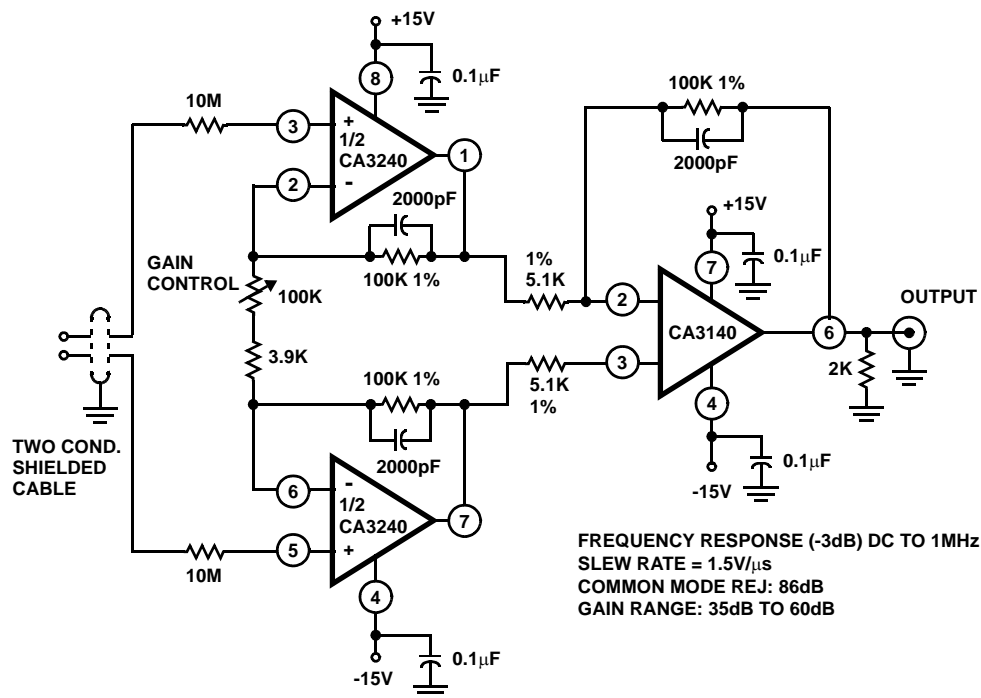 +15V
0.1µF
8
10M
3
+
1/2
CA3240
1
2
-
2000pF
100K 1%
GAIN
CONTROL
100K
3.9K
100K 1%
2000pF
TWO COND.
SHIELDED
CABLE
6
-
1/2
CA3240
7
5
+
10M
4
0.1µF
-15V
100K 1%
2000pF
+15V
0.1µF
7
1%
5.1K
2
CA3140
3
5.1K
1%
6
OUTPUT
2K
4
0.1µF
-15V
FREQUENCY RESPONSE (-3dB) DC TO 1MHz
SLEW RATE = 1.5V/µs
COMMON MODE REJ: 86dB
GAIN RANGE: 35dB TO 60dB